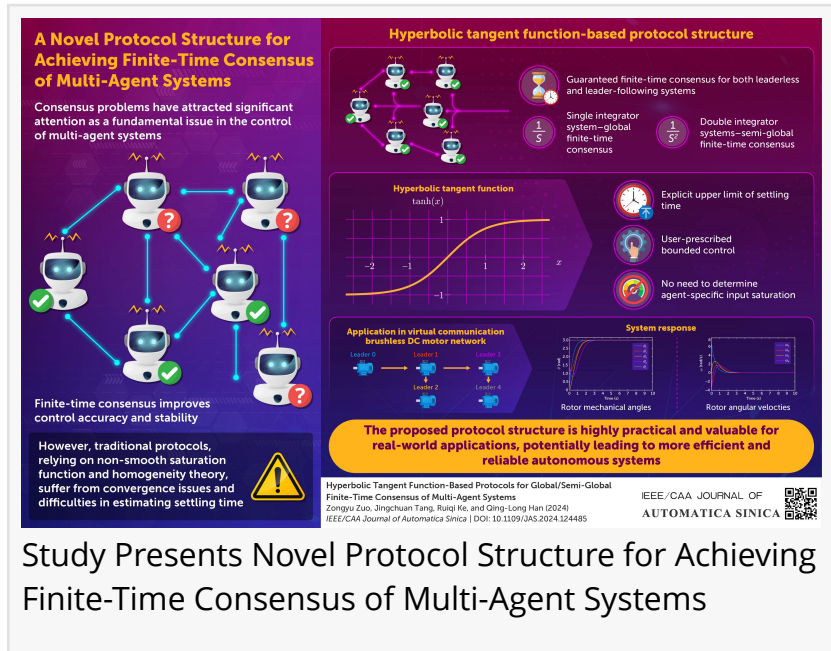 A Novel Protocol Structure for
Achieving Finite-Time Consensus
of Multi-Agent Systems
Consensus problems have attracted significant
attention as a fundamental issue in the control
of multi-agent systems
?
?
?
Finite-time consensus improves
control accuracy and stability
However, traditional protocols,
relying on non-smooth saturation
function and homogeneity theory,
suffer from convergence issues and
difficulties in estimating settling time
Hyperbolic tangent function-based protocol structure
Guaranteed finite-time consensus for both leaderless
and leader-following systems
1/S
Single integrator
system–global
finite-time
consensus
1/S²
Double integrator
systems–semi-global
finite-time consensus
Hyperbolic tangent function
tanh(x)
1
−2 −1 1 2 x
−1
Explicit upper limit of settling
time
User-prescribed
bounded control
No need to determine
agent-specific input saturation
Application in virtual communication
brushless DC motor network
Leader 0 Leader 1 Leader 3
Leader 2 Leader 4
System response
Time (s)
Rotor mechanical angles
Time (s)
Rotor angular velocties
The proposed protocol structure is highly practical and valuable for
real-world applications, potentially leading to more efficient and
reliable autonomous systems
Hyperbolic Tangent Function-Based Protocols for Global/Semi-Global
Finite-Time Consensus of Multi-Agent Systems
Zongyu Zuo, Jingchuan Tang, Ruiqi Ke, and Qing-Long Han (2024)
IEEE/CAA Journal of Automatica Sinica | DOI: 10.1109/JAS.2024.124485
IEEE/CAA JOURNAL OF
AUTOMATICA SINICA
Study Presents Novel Protocol Structure for Achieving
Finite-Time Consensus of Multi-Agent Systems